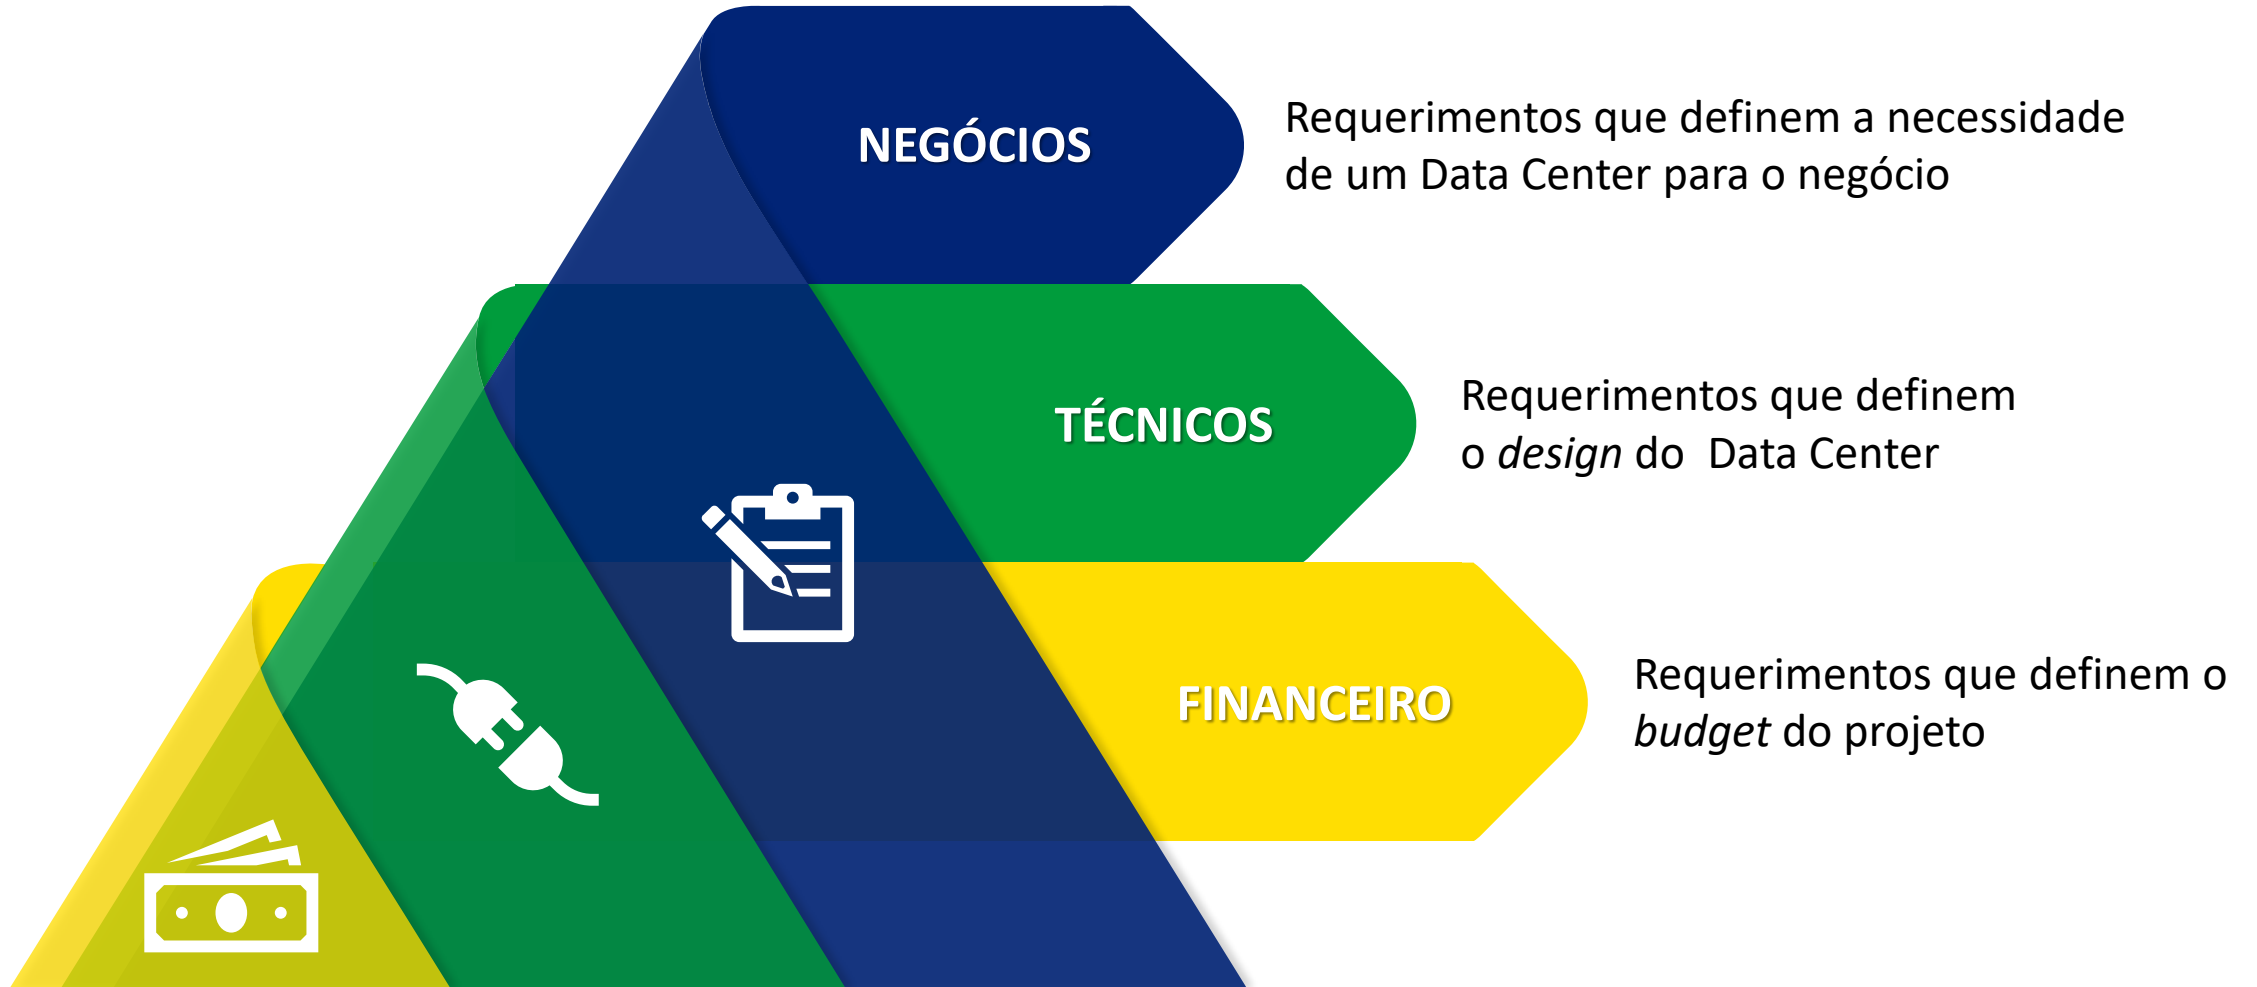 NEGÓCIOS
Requerimentos que definem a necessidade
de um Data Center para o negócio
TÉCNICOS
Requerimentos que definem
o design do  Data Center
FINANCEIRO
Requerimentos que definem o
budget do projeto